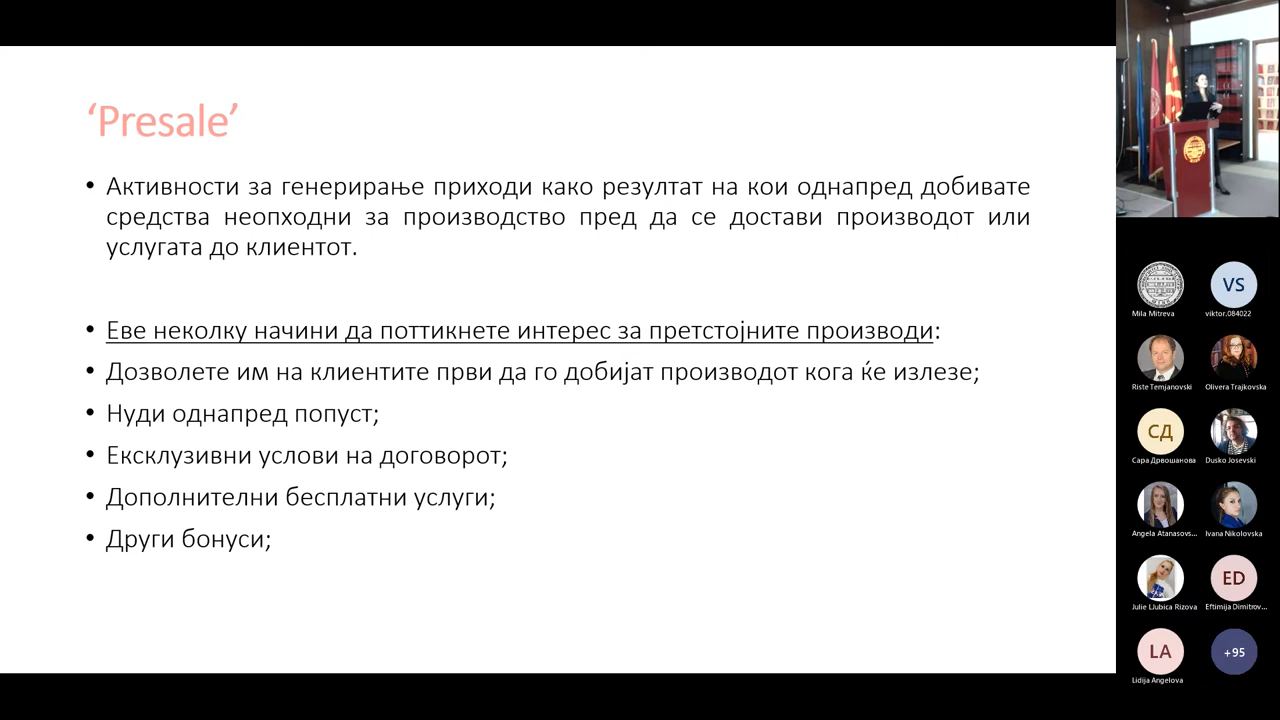 ‘Presale’
• Активности за генерирање приходи како резултат на кои однапред добивате
средства неопходни за производство пред да се достави производот или
услугата до клиентот.
• Еве неколку начини да поттикнете интерес за претстојните производи:
• Дозволете им на клиентите први да го добијат производот кога ќе излезе;
• Нуди однапред попуст;
• Ексклузивни услови на договорот;
• Дополнителни бесплатни услуги;
• Други бонуси;
VS
Mila Mitreva
viktor.084022
Riste Temjanovski
Olivera Trajkovska
СД
Сара Дрвошанова
Dusko Josevski
Angela Atanasovs...
Ivana Nikolovska
ED
Julie LJubica Rizova
Eftimija Dimitrov...
LA
+95
Lidija Angelova